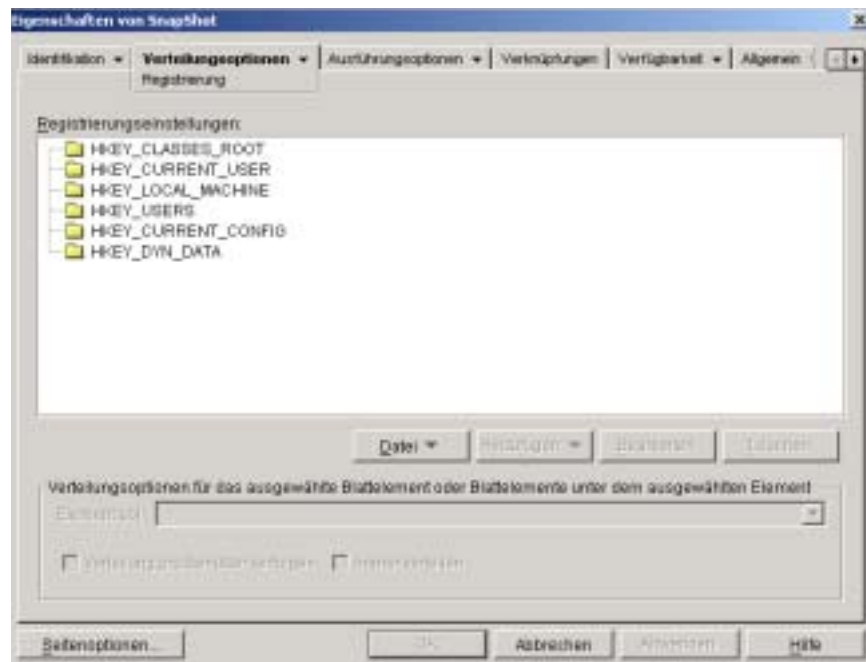 Eigenschaften von SnapShot
Identifikation
Verteilungsoptionen
Ausführungsoptionen
Verknüpfungen
Verfügbarkeit
Allgemein
Registrierung
Registrierungseinstellungen:
HKEY_CLASSES_ROOT
HKEY_CURRENT_USER
HKEY_LOCAL_MACHINE
HKEY_USERS
HKEY_CURRENT_CONFIG
HKEY_DYN_DATA
Datei
Hinzufügen
Bearbeiten
Verteilungsoptionen für das ausgewählte Blattelement oder Blattelemente unter dem ausgewählten Element
Seitenoptionen...
OK
Abbrechen
Anwenden
Hilfe